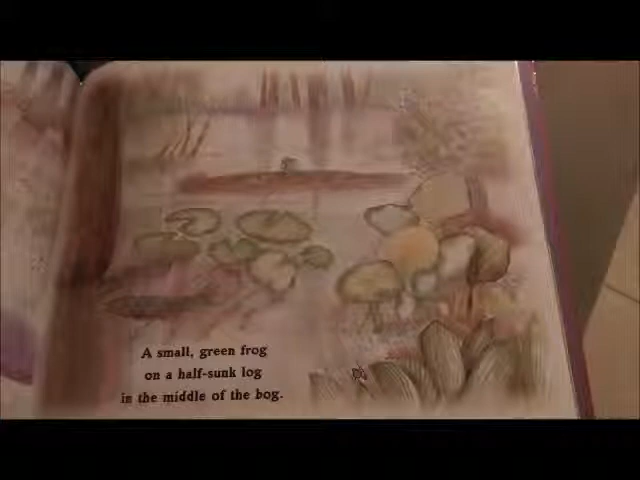 A small, green frog
on a half-sunk log
in the middle of the bog.